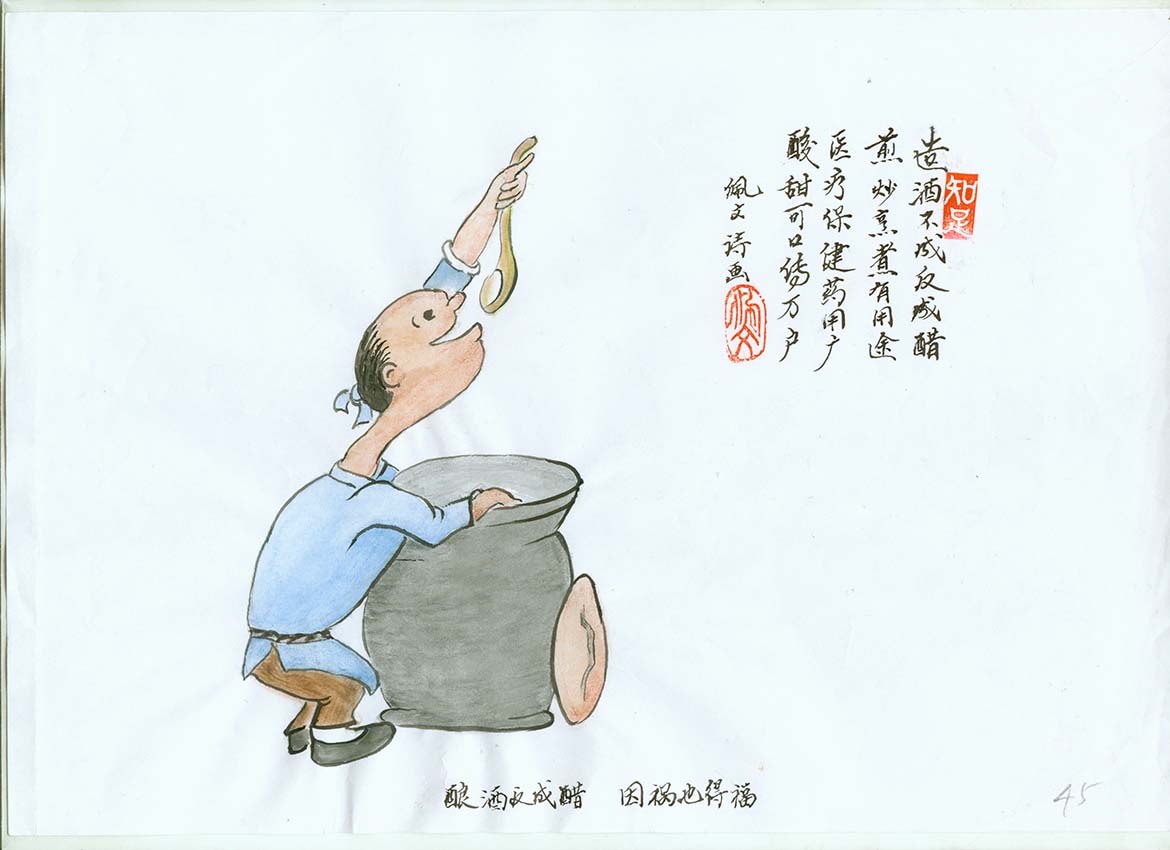 造酒不成反成醋
煎炒烹煮有用途
医疗保健药用广
酸甜可口传万户
佩文诗画
知足
佩文
酿酒反成醋 因祸也得福
45